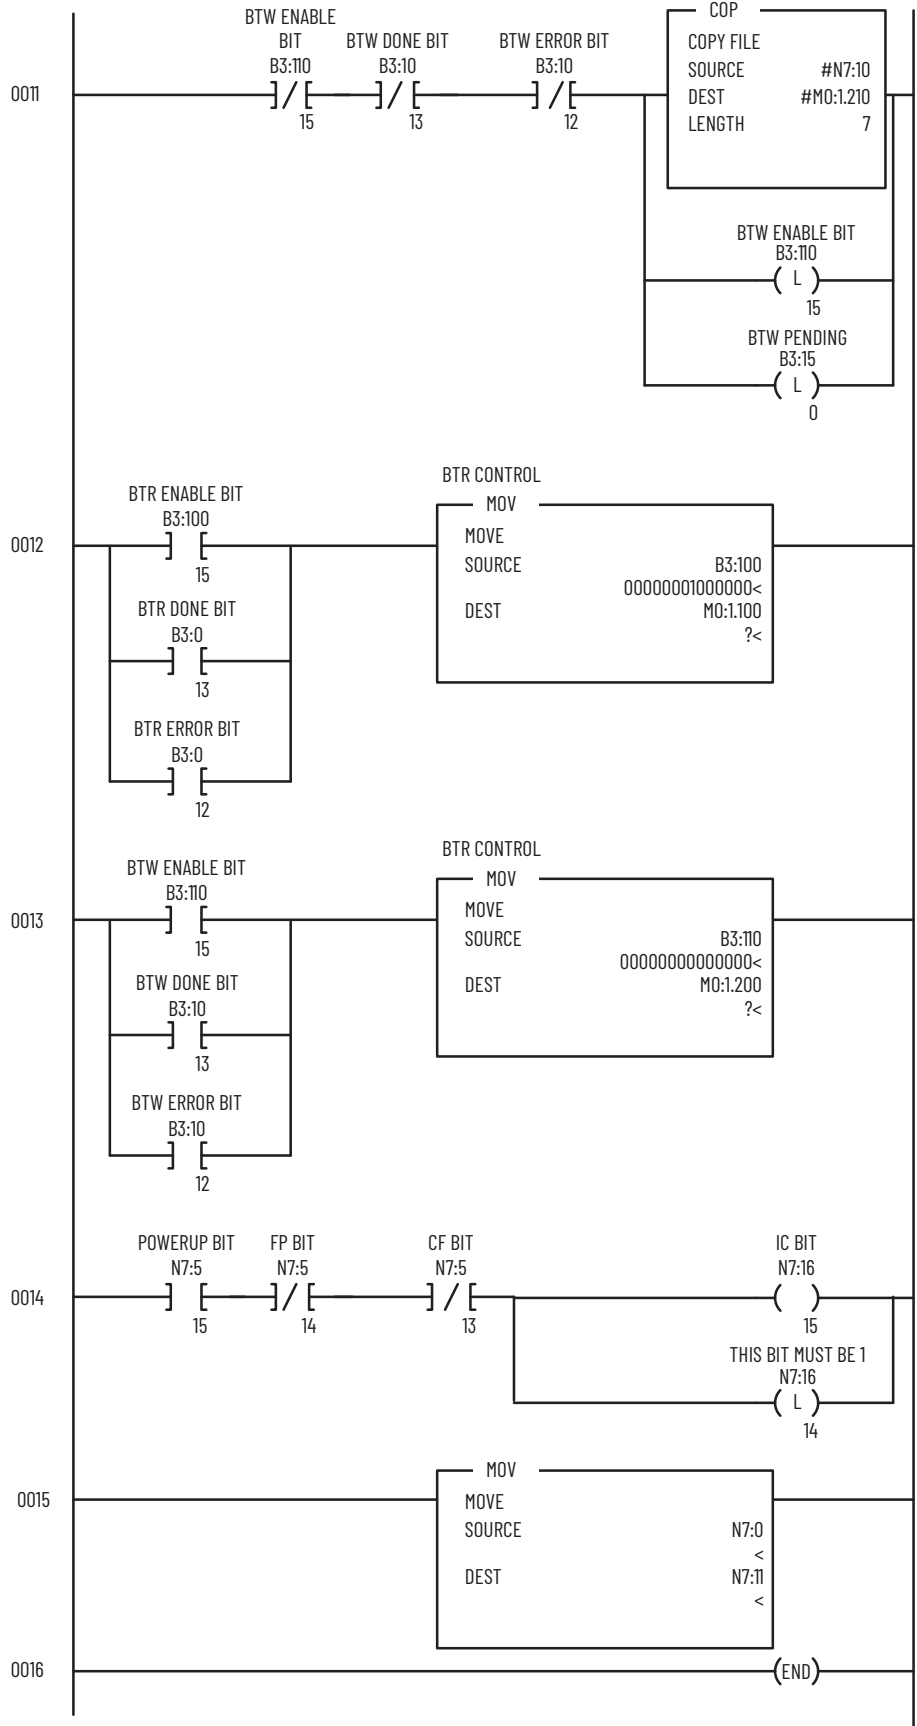 COP
BTW ENABLE
BIT
B3:110
BTW DONE BIT
B3:10
BTW ERROR BIT
B3:10
COPY FILE
SOURCE #N7:10
DEST #M0:1.210
LENGTH 7
0011
15
13
12
BTW ENABLE BIT
B3:110
L
15
BTW PENDING
B3:15
L
0
BTR CONTROL
0012
BTR ENABLE BIT
B3:100
15
BTR DONE BIT
B3:0
13
BTR ERROR BIT
B3:0
12
MOV
MOVE
SOURCE B3:100
00000001000000<
DEST M0:1.100
?<
BTR CONTROL
0013
BTW ENABLE BIT
B3:110
15
BTW DONE BIT
B3:10
13
BTW ERROR BIT
B3:10
12
MOV
MOVE
SOURCE B3:110
00000000000000<
DEST M0:1.200
?<
0014
POWERUP BIT
N7:5
15
FP BIT
N7:5
14
CF BIT
N7:5
13
IC BIT
N7:16
15
THIS BIT MUST BE 1
N7:16
L
14
0015
MOV
MOVE
SOURCE N7:0
<
DEST N7:11
<
0016
END